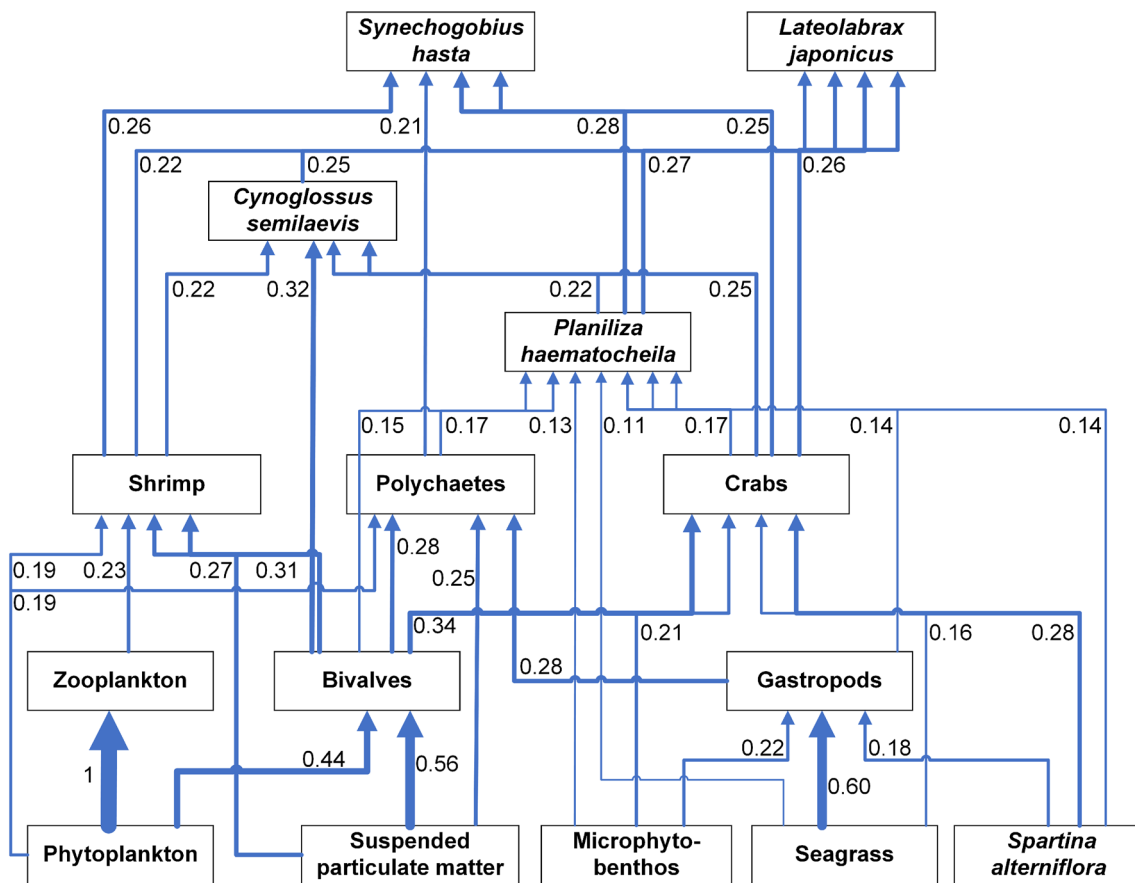 Synechogobius
hasta
Lateolabrax
japonicus
0.26
0.21
0.28
0.25
0.22
0.25
0.27
0.26
Cynoglossus
semilaevis
0.22
0.32
0.22
0.25
Planiliza
haematocheila
0.15
0.17
0.13
0.11
0.17
0.14
0.14
Shrimp
Polychaetes
Crabs
0.19
0.23
0.27
0.31
0.28
0.25
0.19
0.34
0.21
0.16
0.28
Zooplankton
Bivalves
0.28
Gastropods
1
0.44
0.56
0.22
0.60
0.18
Phytoplankton
Suspended
particulate matter
Microphyto-
benthos
Seagrass
Spartina
alterniflora